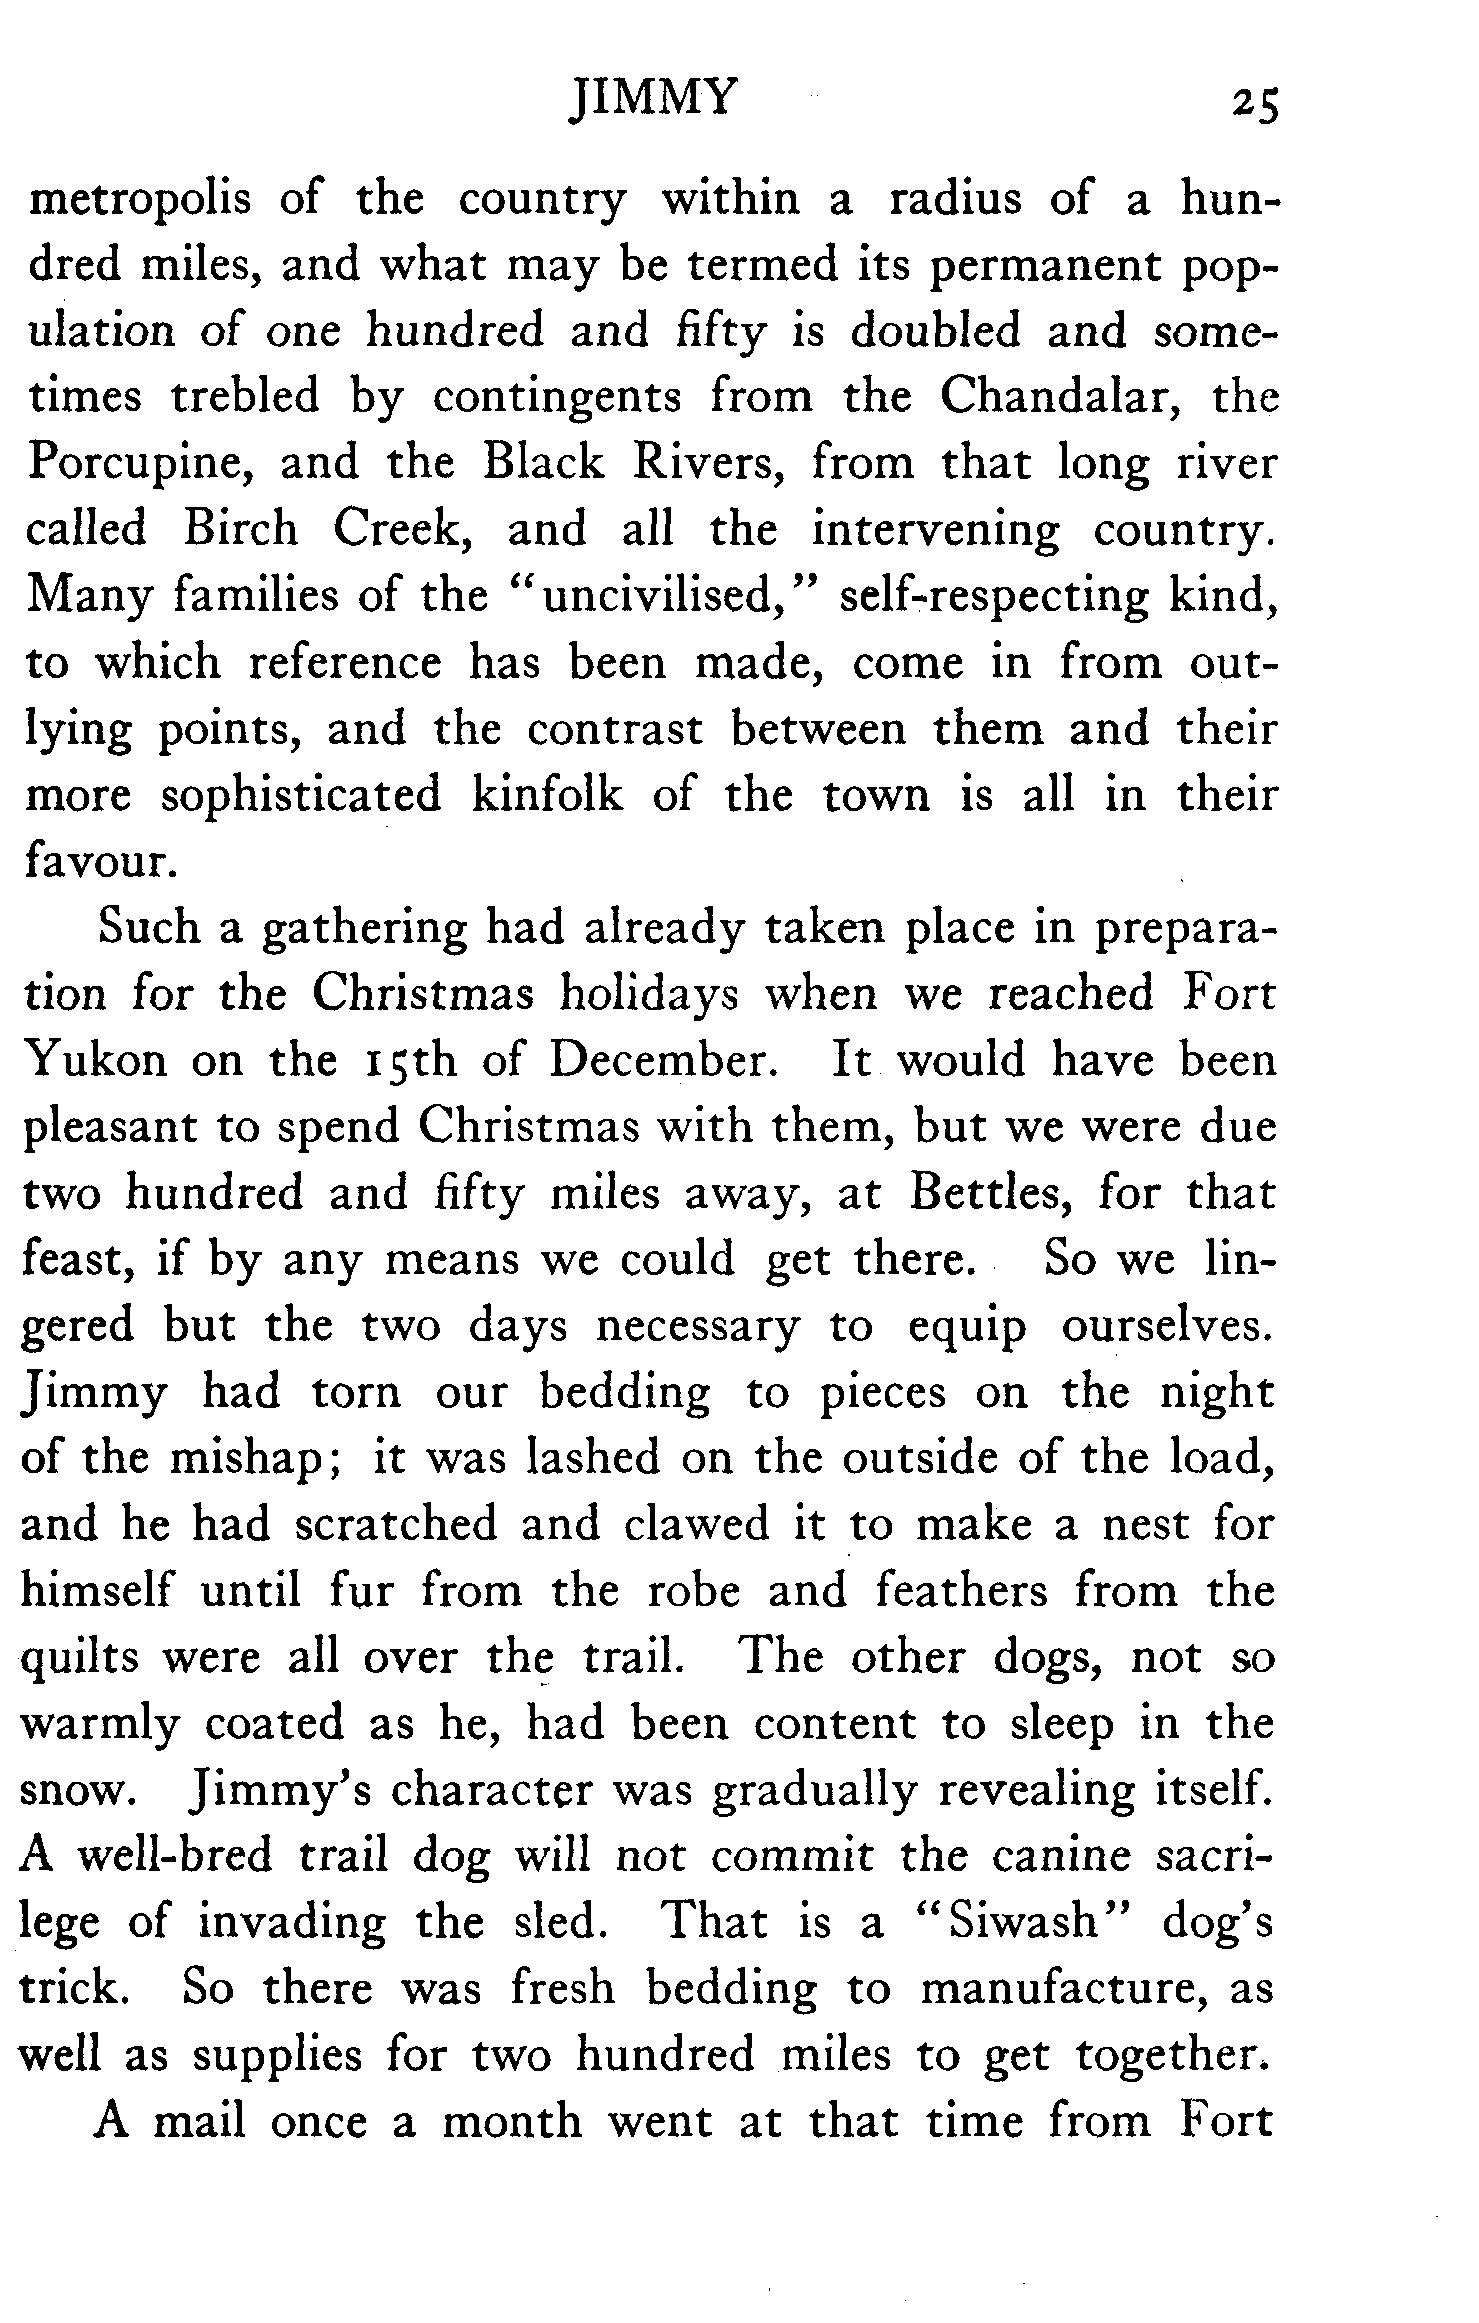 JIMMY 25
metropolis of the country within a radius of a hun-
dred miles, and what may be termed its permanent pop-
ulation of one hundred and fifty is doubled and some-
times trebled by contingents from the Chandalar, the
Porcupine, and the Black Rivers, from that long river
called Birch Creek, and all the intervening country.
Many families of the "uncivilised," self-respecting kind,
to which reference has been made, come in from out-
lying points, and the contrast between them and their
more sophisticated kinfolk of the town is all in their
favour.
Such a gathering had already taken place in prepara-
tion for the Christmas holidays when we reached Fort
Yukon on the 15th of December. It would have been
pleasant to spend Christmas with them, but we were due
two hundred and fifty miles away, at Bettles, for that
feast, if by any means we could get there. So we lin-
gered but the two days necessary to equip ourselves.
Jimmy had torn our bedding to pieces on the night
of the mishap; it was lashed on the outside of the load,
and he had scratched and clawed it to make a nest for
himself until fur from the robe and feathers from the
quilts were all over the trail. The other dogs, not so
warmly coated as he, had been content to sleep in the
snow. Jimmy's character was gradually revealing itself.
A well-bred trail dog will not commit the canine sacri-
lege of invading the sled. That is a "Siwash" dog's
trick. So there was fresh bedding to manufacture, as
well as supplies for two hundred miles to get together.
A mail once a month went at that time from Fort